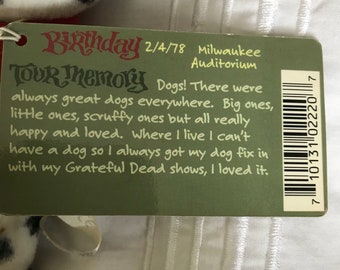 Birthday 2/4/78 Milwaukee
Auditorium
Tour Memory Dogs! There were
always great dogs everywhere. Big ones,
little ones, scruffy ones but all really
happy and loved. Where I live I can't
have a dog so I always got my dog fix in
with my Grateful Dead shows, I loved it.
7 10131 02220 7